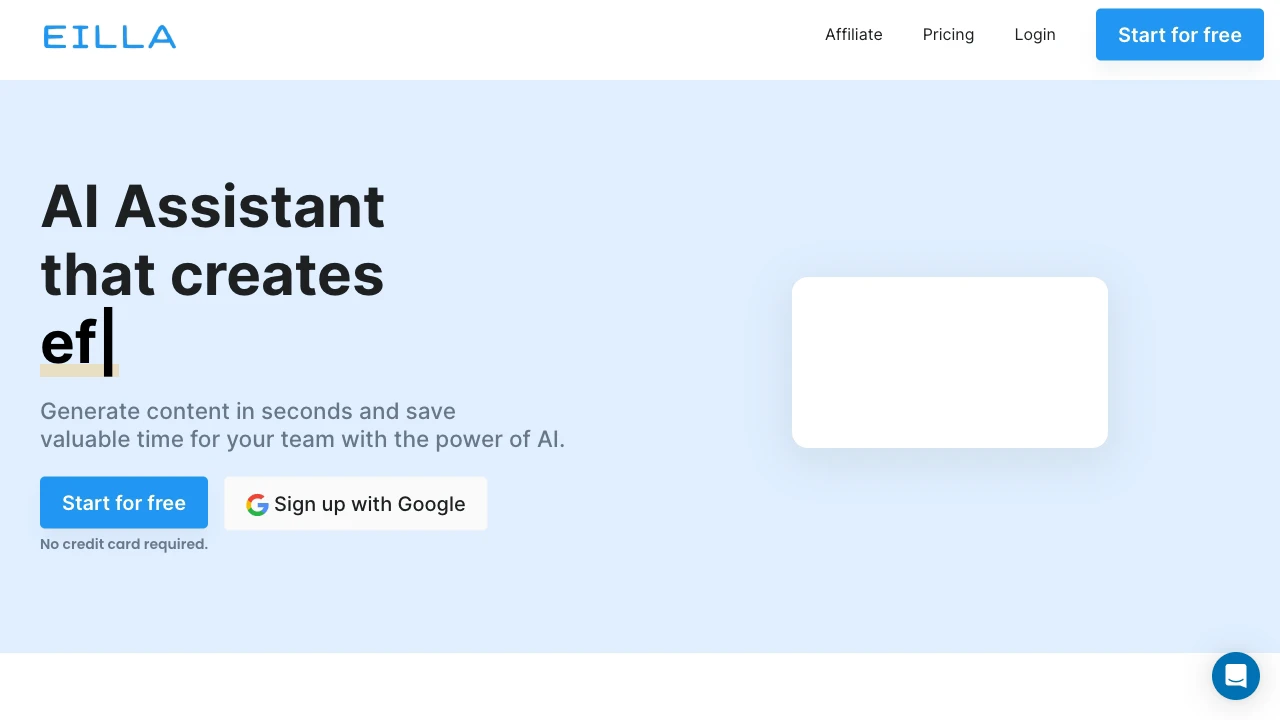 EILLA
Affiliate
Pricing
Login
Start for free
AI Assistant
that creates
ef
Generate content in seconds and save
valuable time for your team with the power of AI.
Start for free
Sign up with Google
No credit card required.